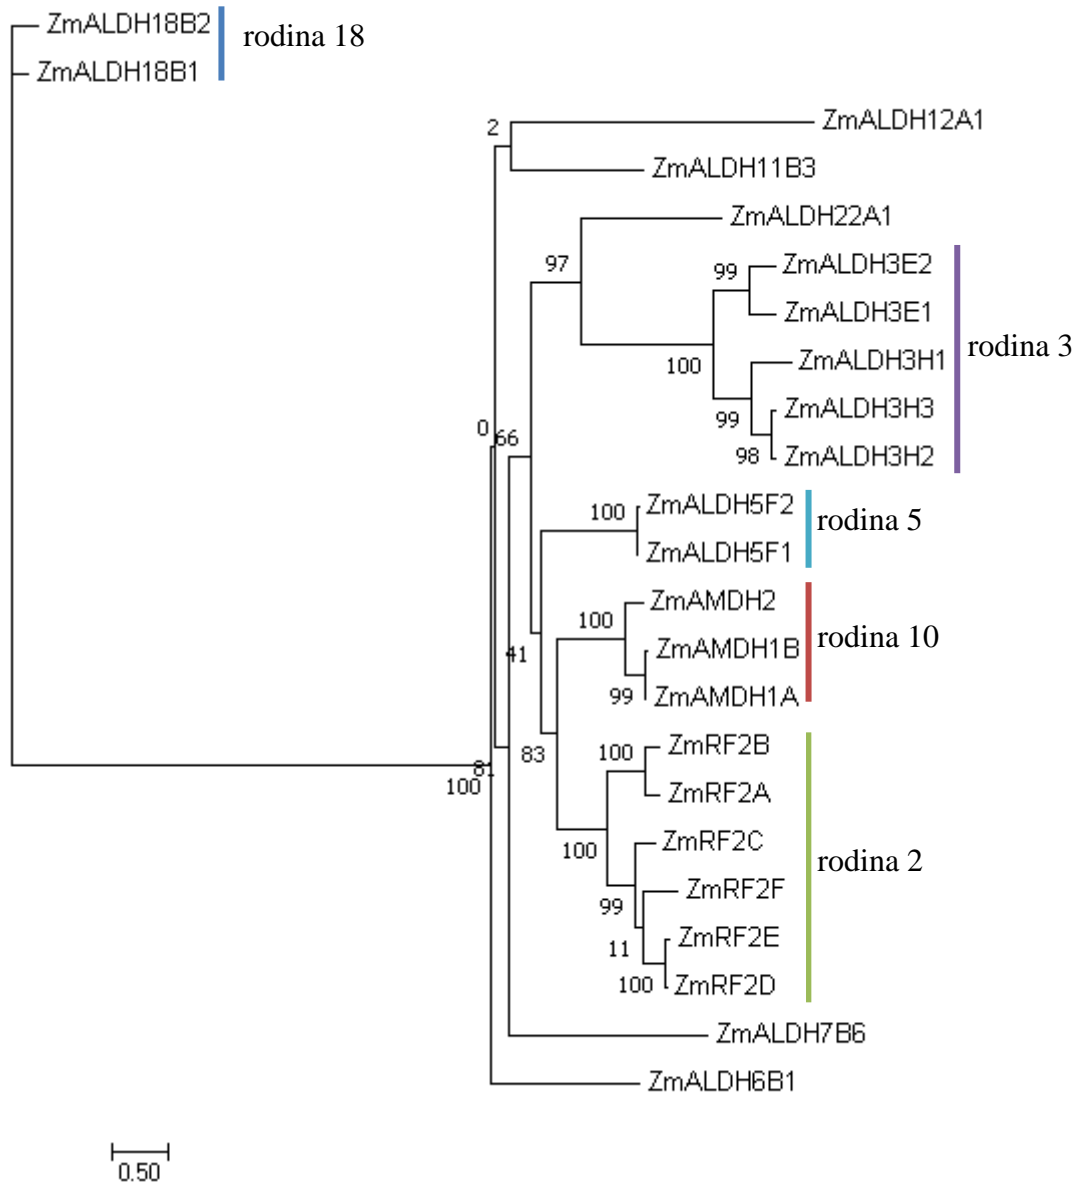 ZmALDH18B2
rodina 18
ZmALDH18B1
2
ZmALDH12A1
ZmALDH11B3
ZmALDH22A1
97
99
ZmALDH3E2
ZmALDH3E1
rodina 3
100
ZmALDH3H1
99
ZmALDH3H3
98
ZmALDH3H2
0
66
100
ZmALDH5F2
rodina 5
ZmALDH5F1
ZmAMDH2
100
rodina 10
41
ZmAMDH1B
99
ZmAMDH1A
83
100
ZmRF2B
81
100
ZmRF2A
100
ZmRF2C
rodina 2
99
ZmRF2F
11
ZmRF2E
100
ZmRF2D
ZmALDH7B6
ZmALDH6B1
0.50